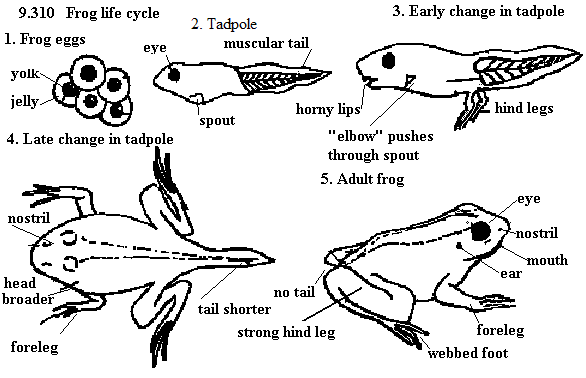 9.310 Frog life cycle
1. Frog eggs
yolk
jelly
2. Tadpole
eye
muscular tail
spout
3. Early change in tadpole
horny lips
hind legs
"elbow" pushes
through spout
4. Late change in tadpole
nostril
head
broader
foreleg
tail shorter
5. Adult frog
eye
nostril
mouth
ear
no tail
strong hind leg
foreleg
webbed foot